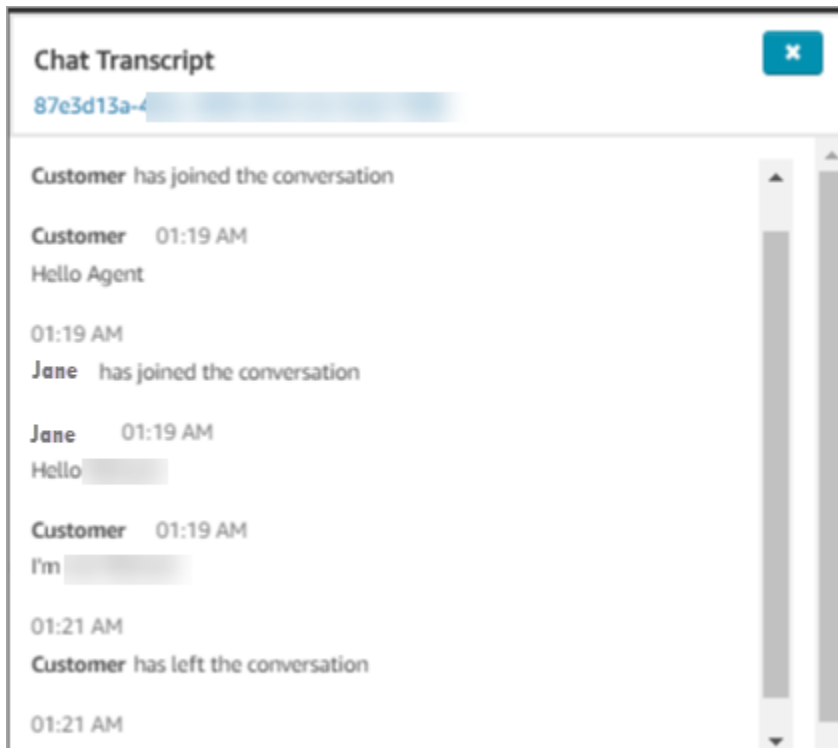 Chat Transcript
87e3d13a-4
Customer has joined the conversation
Customer 01:19 AM
Hello Agent
01:19 AM
Jane has joined the conversation
Jane 01:19 AM
Hello
Customer 01:19 AM
I'm
01:21 AM
Customer has left the conversation
01:21 AM